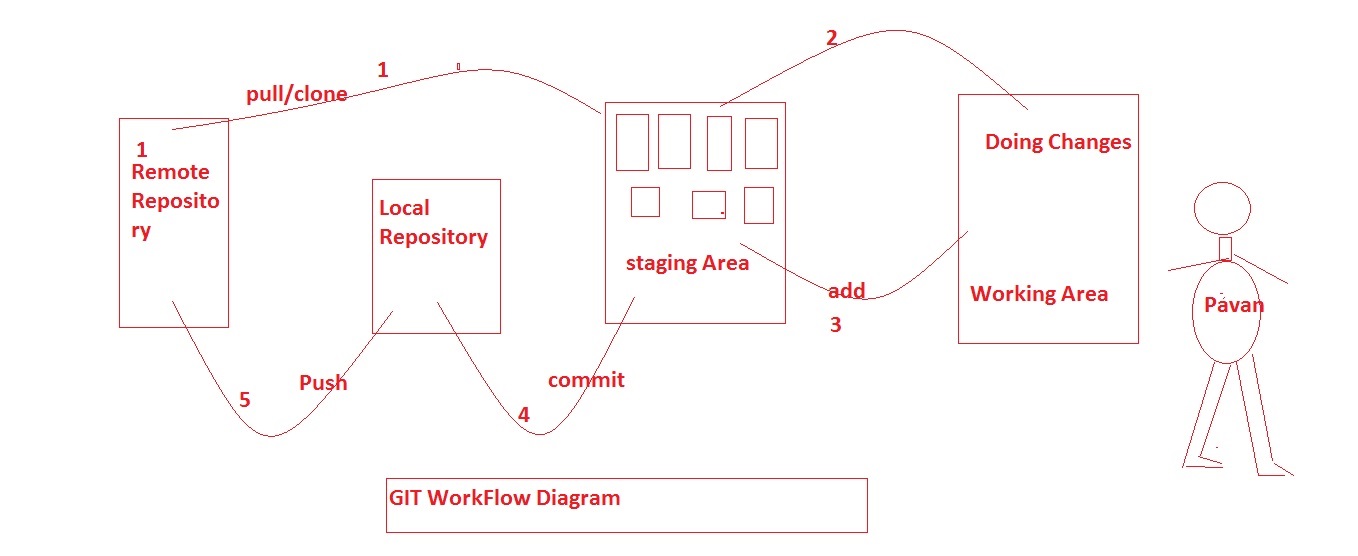 1
pull/clone
2
1
Remote
Reposito
ry
Local
Repository
staging Area
Doing Changes
Working Area
add
3
Pavan
Push
5
commit
4
GIT WorkFlow Diagram